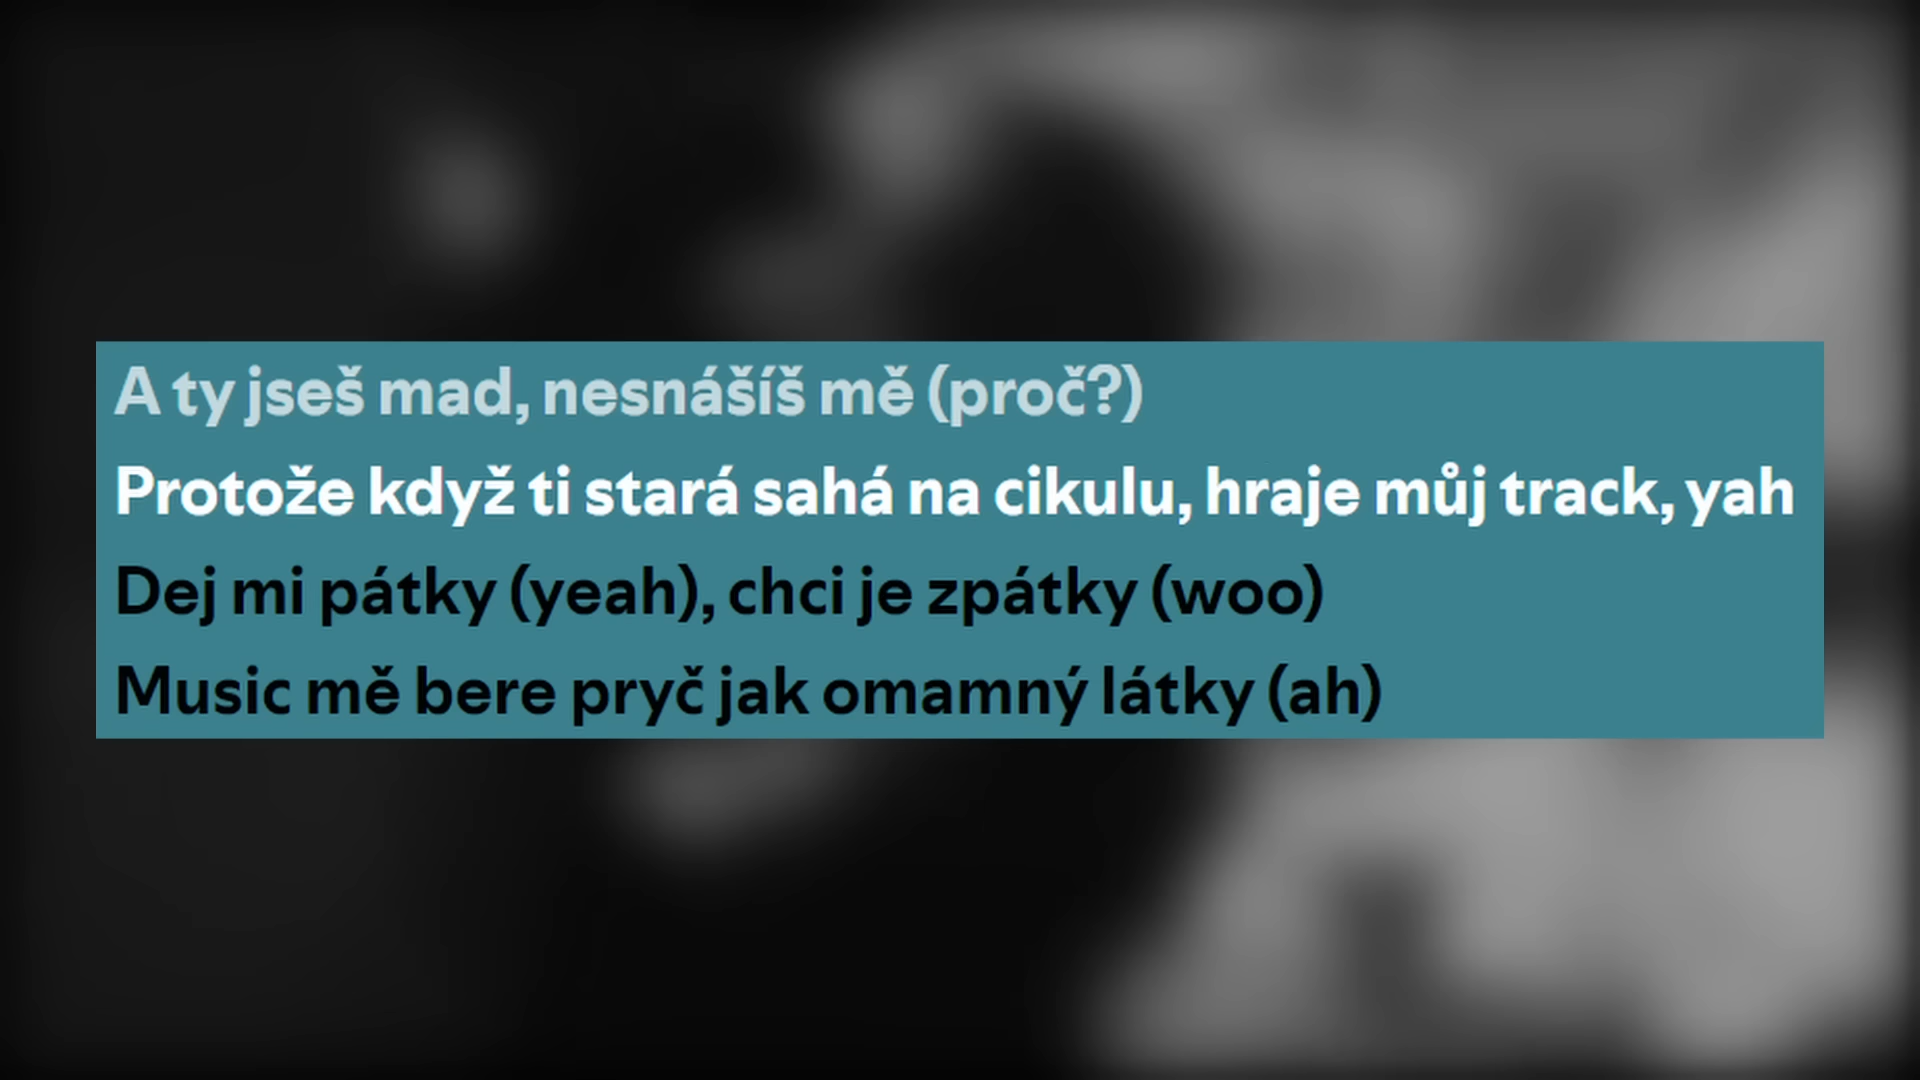 A ty jseš mad, nesnášíš mě (proč?)
Protože když ti stará sahá na cikulu, hraje můj track, yah
Dej mi pátky (yeah), chci je zpátky (woo)
Music mě bere pryč jak omamný látky (ah)